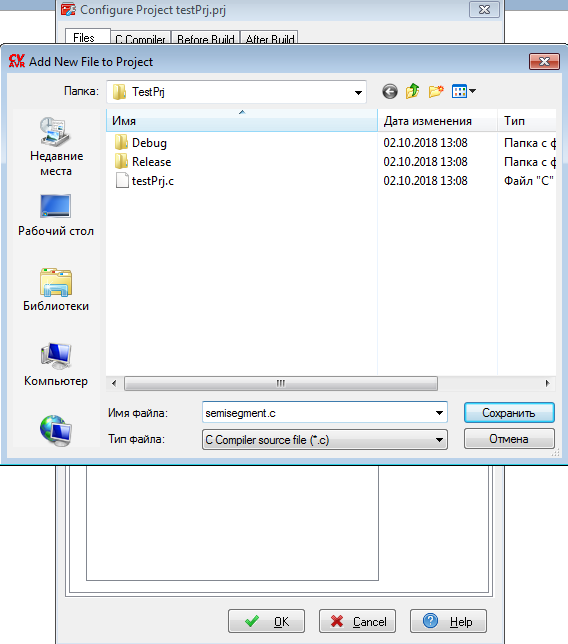 Configure Project testPrj.prj
Files C Compiler Before Build After Build
CV AVR Add New File to Project
Папка: TestPrj
Имя Дата изменения Тип
Debug 02.10.2018 13:08 Папка с ф
Release 02.10.2018 13:08 Папка с ф
testPrj.c 02.10.2018 13:08 Файл "C"
Недавние
места
Рабочий стол
Библиотеки
Компьютер
Имя файла: semisegment.c Сохранить
Тип файла: C Compiler source file (*.c) Отмена
OK Cancel Help